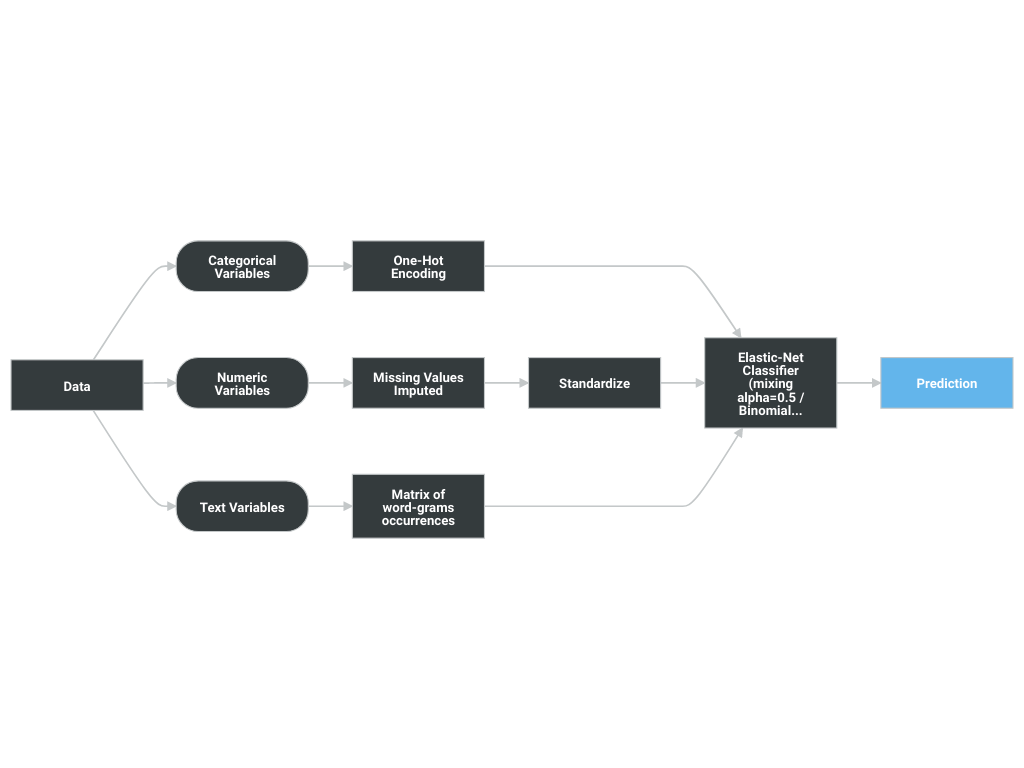 Categorical
Variables
One-Hot
Encoding
Data
Numeric
Variables
Missing Values
Imputed
Standardize
Elastic-Net
Classifier
(mixing
alpha=0.5 /
Binomial...
Prediction
Text Variables
Matrix of
word-grams
occurrences